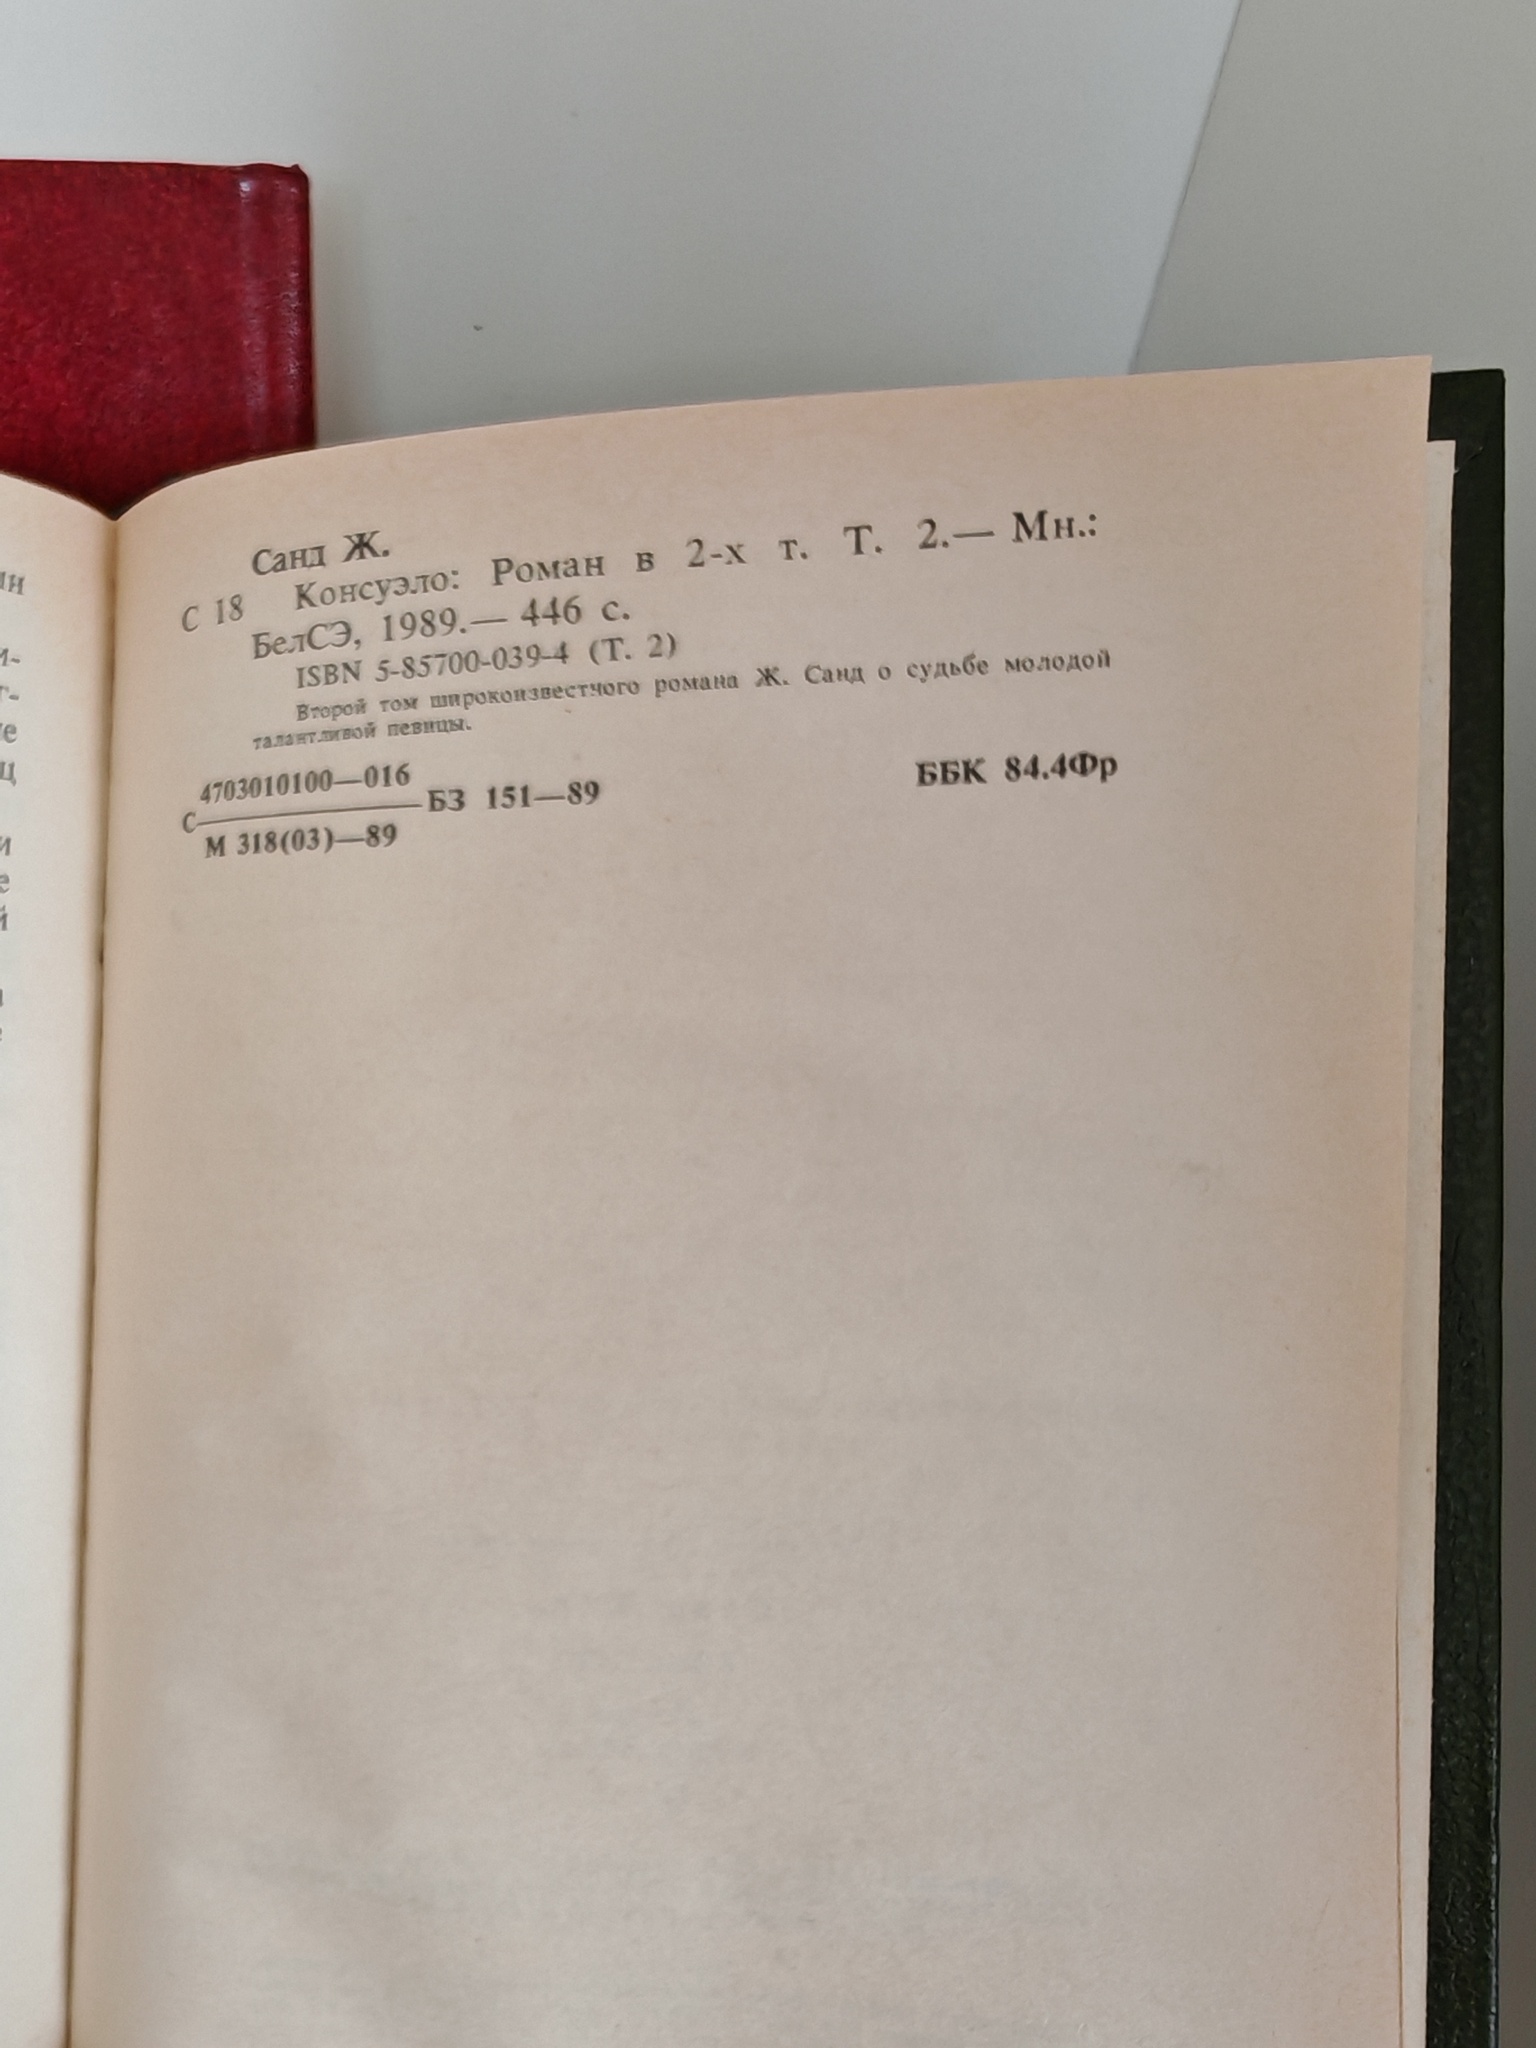 Санд Ж.
С 18 Консуэло: Роман в 2-х т. Т. 2.— Мн.:
БелСЭ, 1989.— 446 с.
ISBN 5-85700-039-4 (Т. 2)
Второй том широкоизвестного романа Ж. Санд о судьбе молодой
талантливой певицы.
4703010100—016
С БЗ 151—89 ББК 84.4Фр
М 318(03)—89